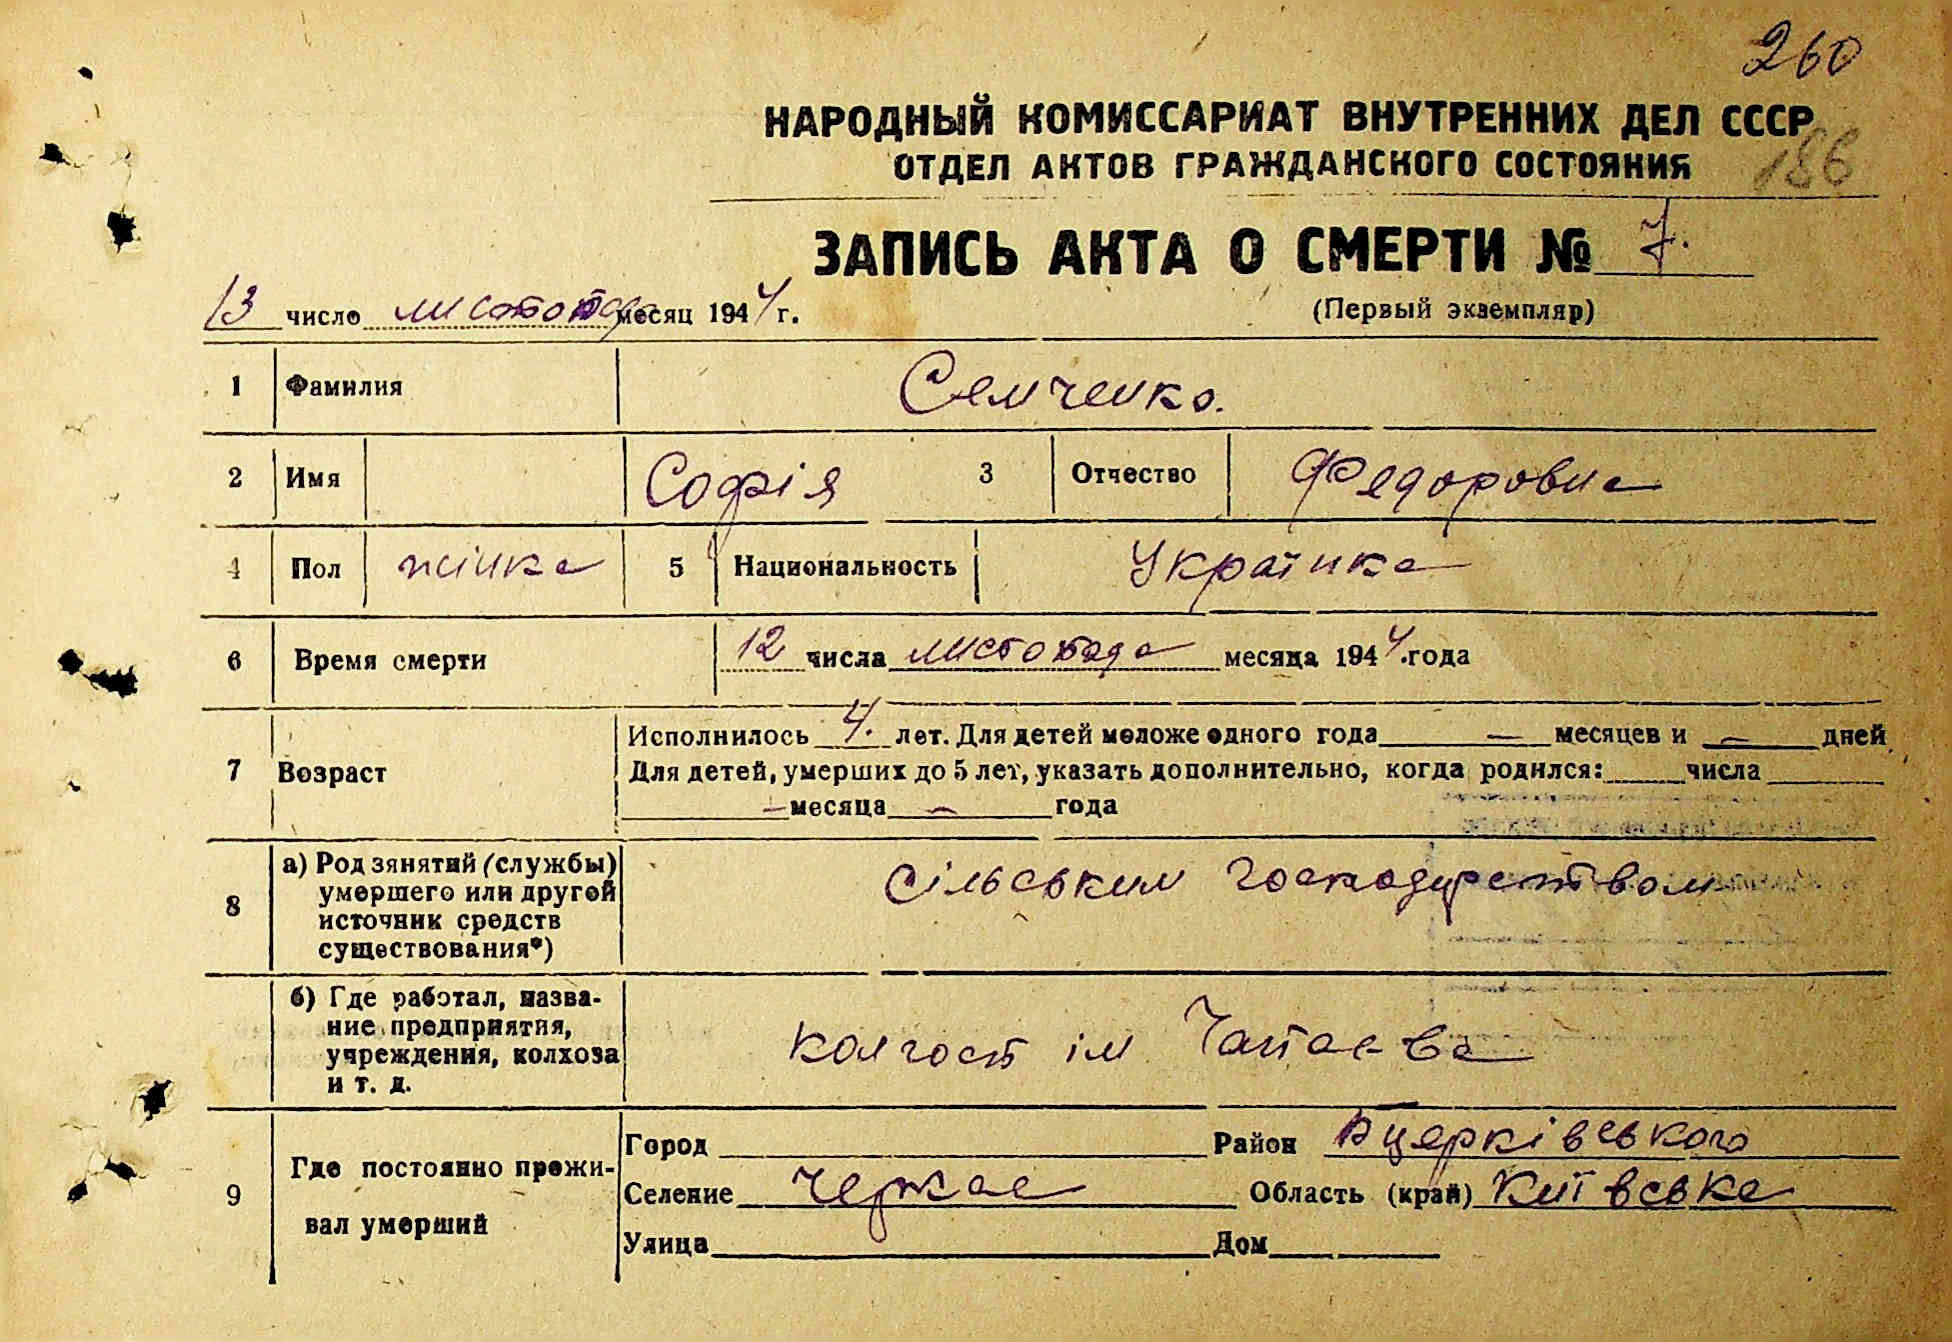 260
НАРОДНЫЙ КОМИССАРИАТ ВНУТРЕННИХ ДЕЛ СССР
ОТДЕЛ АКТОВ ГРАЖДАНСКОГО СОСТОЯНИЯ 186
ЗАПИСЬ АКТА О СМЕРТИ № 7.
13 число листопада месяц 1944 г.
(Первый экземпляр)
1 Фамилия Семченко.
2 Имя Софія 3 Отчество Федоровна
4 Пол жінка 5 Национальность Українка
6 Время смерти 12 числа листопада месяца 1944. года
7 Возраст Исполнилось 4. лет. Для детей моложе одного года — месяцев и — дней
Для детей, умерших до 5 лет, указать дополнительно, когда родился: числа
— месяца — года
8 а) Род зянятий (службы) умершего или другой источник средств существования*) сільським господарством
б) Где работал, название предприятия, учреждения, колхоза и т. д. колгосп ім Чапаєва
9 Где постоянно проживал умерший
Город Район Бцерківського
Селение Черкас Область (край) Київська
Улица Дом